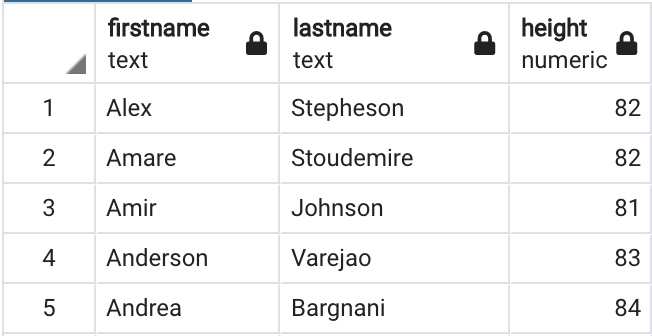 firstname lastname height
text text numeric
1 Alex Stepheson 82
2 Amare Stoudemire 82
3 Amir Johnson 81
4 Anderson Varejao 83
5 Andrea Bargnani 84